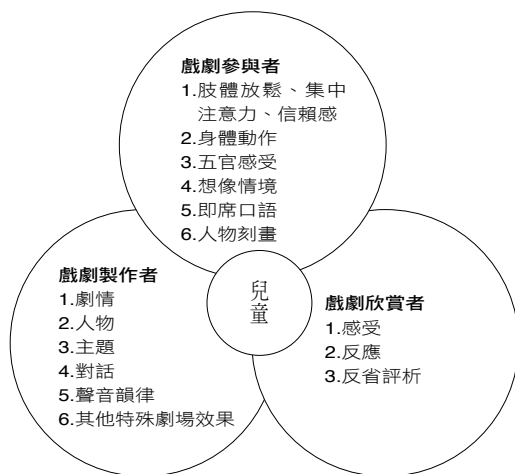 戲劇參與者
1.肢體放鬆、集中
注意力、信賴感
2.身體動作
3.五官感受
4.想像情境
5.即席口語
6.人物刻畫
兒童
戲劇製作者
1.劇情
2.人物
3.主題
4.對話
5.聲音韻律
6.其他特殊劇場效果
戲劇欣賞者
1.感受
2.反應
3.反省評析